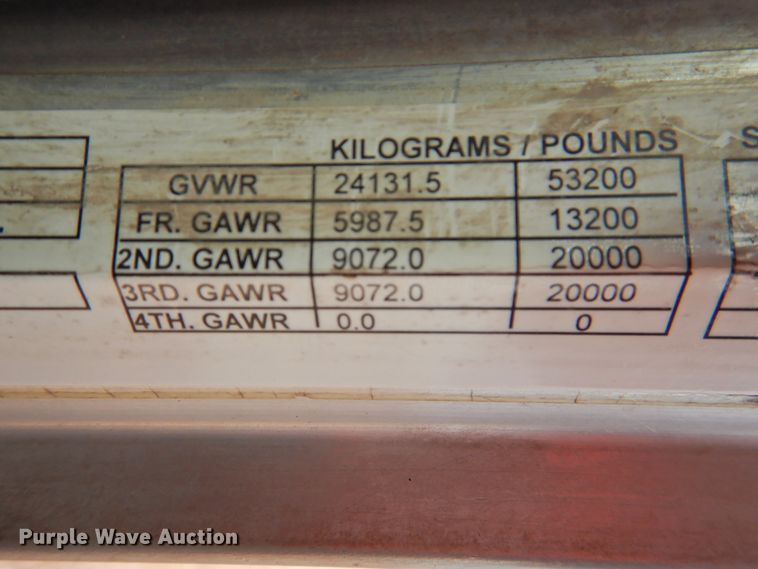 KILOGRAMS / POUNDS
GVWR 24131.5 53200
FR. GAWR 5987.5 13200
2ND. GAWR 9072.0 20000
3RD. GAWR 9072.0 20000
4TH. GAWR 0.0 0
Purple Wave Auction